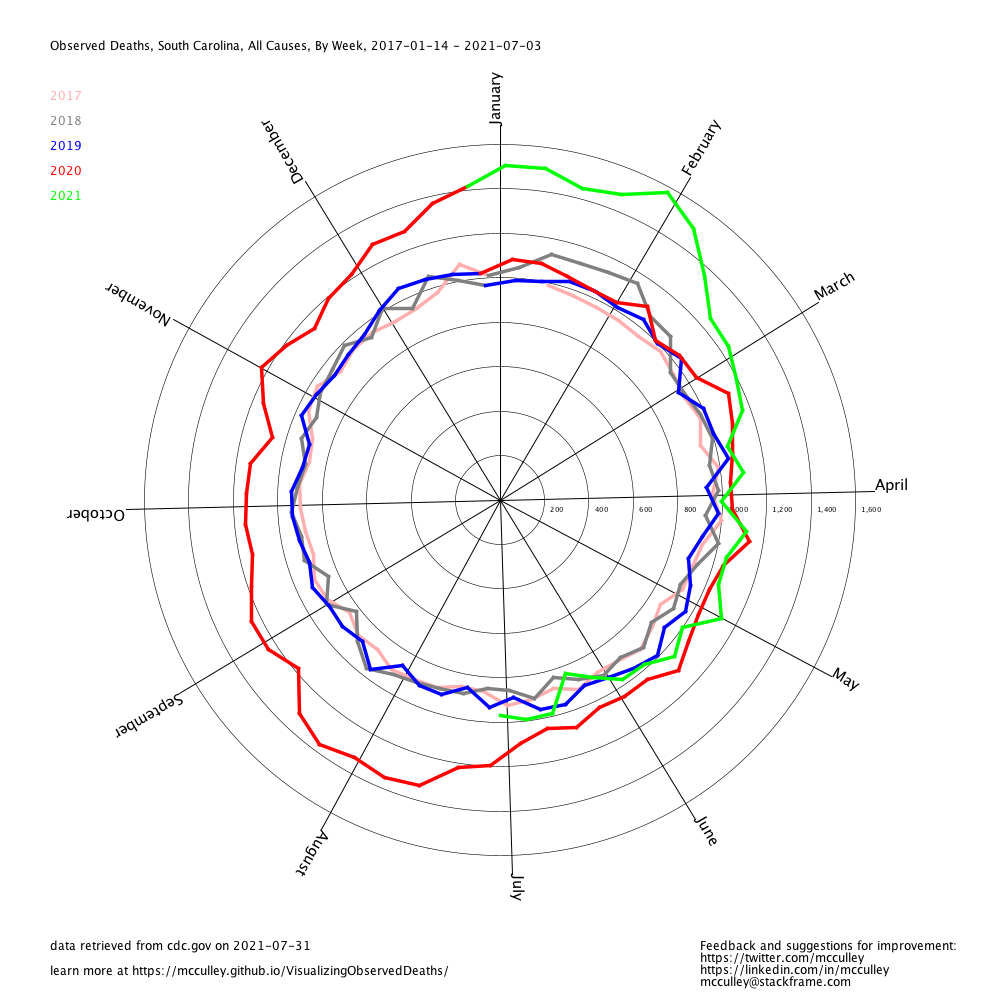 Observed Deaths, South Carolina, All Causes, By Week, 2017-01-14 - 2021-07-03
2017
2018
2019
2020
2021
January
February
March
April
May
June
July
August
September
October
November
December
200
400
600
800
1,000
1,200
1,400
1,600
data retrieved from cdc.gov on 2021-07-31
learn more at https://mcculley.github.io/VisualizingObservedDeaths/
Feedback and suggestions for improvement:
https://twitter.com/mcculley
https://linkedin.com/in/mcculley
mcculley@stackframe.com